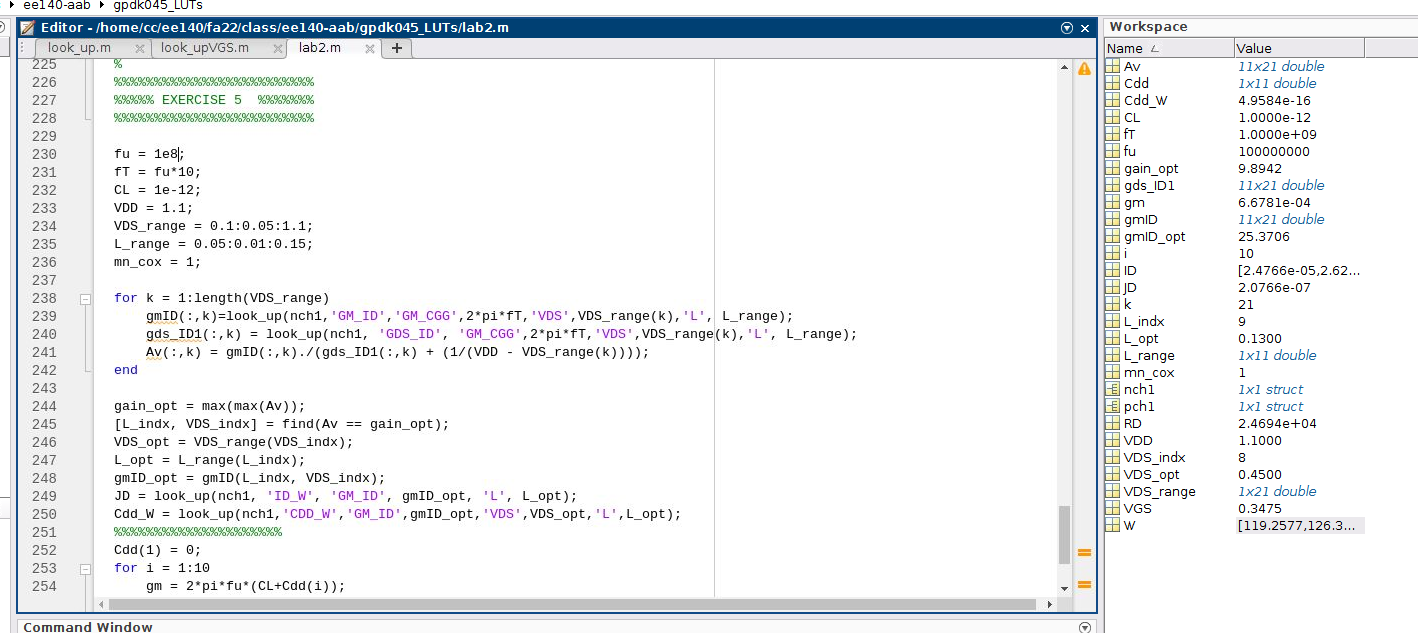 ee140-aab gpdk045_LUTs
Editor - /home/cc/ee140/fa22/class/ee140-aab/gpdk045_LUTs/lab2.m
look_up.m look_upVGS.m lab2.m
225 %
226 %%%%%%%%%%%%%%%%%%%%%%%%%
227 %%%%% EXERCISE 5  %%%%%%%
228 %%%%%%%%%%%%%%%%%%%%%%%%%
229
230 fu = 1e8;
231 fT = fu*10;
232 CL = 1e-12;
233 VDD = 1.1;
234 VDS_range = 0.1:0.05:1.1;
235 L_range = 0.05:0.01:0.15;
236 mn_cox = 1;
237
238 for k = 1:length(VDS_range)
239 gmID(:,k)=look_up(nch1,'GM_ID','GM_CGG',2*pi*fT,'VDS',VDS_range(k),'L', L_range);
240 gds_ID1(:,k) = look_up(nch1, 'GDS_ID', 'GM_CGG',2*pi*fT,'VDS',VDS_range(k),'L', L_range);
241 Av(:,k) = gmID(:,k)./(gds_ID1(:,k) + (1/(VDD - VDS_range(k))));
242 end
243
244 gain_opt = max(max(Av));
245 [L_indx, VDS_indx] = find(Av == gain_opt);
246 VDS_opt = VDS_range(VDS_indx);
247 L_opt = L_range(L_indx);
248 gmID_opt = gmID(L_indx, VDS_indx);
249 JD = look_up(nch1, 'ID_W', 'GM_ID', gmID_opt, 'L', L_opt);
250 Cdd_W = look_up(nch1,'CDD_W','GM_ID',gmID_opt,'VDS',VDS_opt,'L',L_opt);
251 %%%%%%%%%%%%%%%%%%%%%
252 Cdd(1) = 0;
253 for i = 1:10
254 gm = 2*pi*fu*(CL+Cdd(i));
Command Window
Workspace
Name Value
Av 11x21 double
Cdd 1x11 double
Cdd_W 4.9584e-16
CL 1.0000e-12
fT 1.0000e+09
fu 100000000
gain_opt 9.8942
gds_ID1 11x21 double
gm 6.6781e-04
gmID 11x21 double
gmID_opt 25.3706
i 10
ID [2.4766e-05,2.62...
JD 2.0766e-07
k 21
L_indx 9
L_opt 0.1300
L_range 1x11 double
mn_cox 1
nch1 1x1 struct
pch1 1x1 struct
RD 2.4694e+04
VDD 1.1000
VDS_indx 8
VDS_opt 0.4500
VDS_range 1x21 double
VGS 0.3475
W [119.2577,126.3...